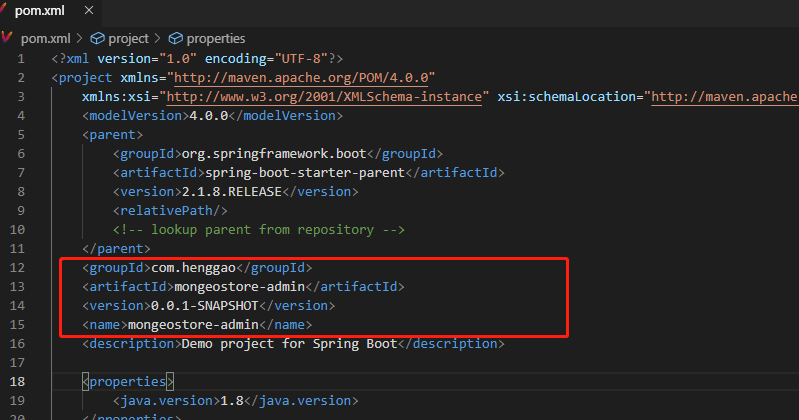 pom.xml
pom.xml > project > properties
1 <?xml version="1.0" encoding="UTF-8"?>
2 <project xmlns="http://maven.apache.org/POM/4.0.0"
3 xmlns:xsi="http://www.w3.org/2001/XMLSchema-instance" xsi:schemaLocation="http://maven.apache
4 <modelVersion>4.0.0</modelVersion>
5 <parent>
6 <groupId>org.springframework.boot</groupId>
7 <artifactId>spring-boot-starter-parent</artifactId>
8 <version>2.1.8.RELEASE</version>
9 <relativePath/>
10 <!-- lookup parent from repository -->
11 </parent>
12 <groupId>com.henggao</groupId>
13 <artifactId>mongeostore-admin</artifactId>
14 <version>0.0.1-SNAPSHOT</version>
15 <name>mongeostore-admin</name>
16 <description>Demo project for Spring Boot</description>
17
18 <properties>
19 <java.version>1.8</java.version>
20 </properties>